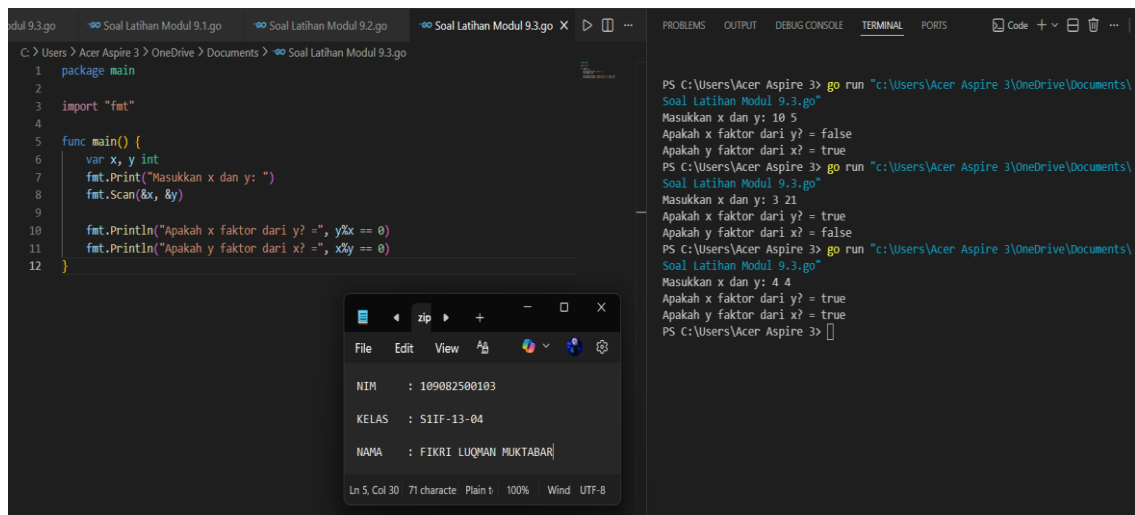 odul 9.3.go Soal Latihan Modul 9.1.go Soal Latihan Modul 9.2.go Soal Latihan Modul 9.3.go
C: > Users > Acer Aspire 3 > OneDrive > Documents > Soal Latihan Modul 9.3.go
1 package main
2
3 import "fmt"
4
5 func main() {
6 var x, y int
7 fmt.Print("Masukkan x dan y: ")
8 fmt.Scan(&x, &y)
9
10 fmt.Println("Apakah x faktor dari y? =", y%x == 0)
11 fmt.Println("Apakah y faktor dari x? =", x%y == 0)
12 }
PROBLEMS OUTPUT DEBUG CONSOLE TERMINAL PORTS Code
PS C:\Users\Acer Aspire 3> go run "c:\Users\Acer Aspire 3\OneDrive\Documents\
Soal Latihan Modul 9.3.go"
Masukkan x dan y: 10 5
Apakah x faktor dari y? = false
Apakah y faktor dari x? = true
PS C:\Users\Acer Aspire 3> go run "c:\Users\Acer Aspire 3\OneDrive\Documents\
Soal Latihan Modul 9.3.go"
Masukkan x dan y: 3 21
Apakah x faktor dari y? = true
Apakah y faktor dari x? = false
PS C:\Users\Acer Aspire 3> go run "c:\Users\Acer Aspire 3\OneDrive\Documents\
Soal Latihan Modul 9.3.go"
Masukkan x dan y: 4 4
Apakah x faktor dari y? = true
Apakah y faktor dari x? = true
PS C:\Users\Acer Aspire 3>
zip
File Edit View
NIM : 109082500103
KELAS : S1IF-13-04
NAMA : FIKRI LUQMAN MUKTABAR
Ln 5, Col 30 71 characte Plain t 100% Wind UTF-8